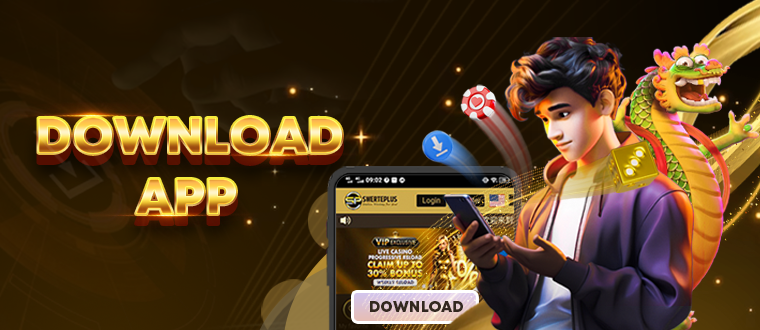 DOWNLOAD
APP
09:02
SP SWERTEPLUS
Login
VIP EXCLUSIVE
LIVE CASINO
PROGRESSIVE RELOAD
CLAIM UP TO
30% BONUS
DOWNLOAD